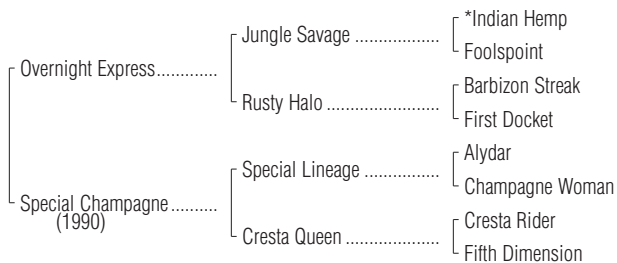 *Indian Hemp
Jungle Savage ..................
Foolspoint
Overnight Express.............
Barbizon Streak
Rusty Halo ........................
First Docket
Alydar
Special Lineage ................
Champagne Woman
Special Champagne ..........
(1990)
Cresta Rider
Cresta Queen ....................
Fifth Dimension